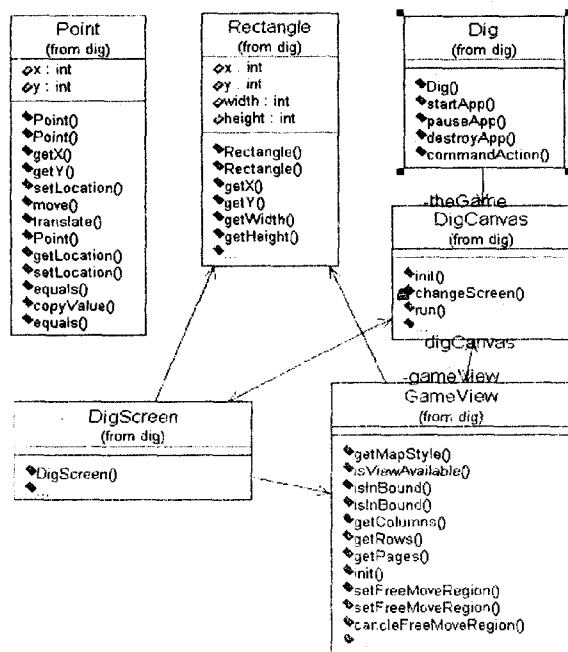 Point
(from dig)
x : int
y : int
Point()
Point()
getX()
getY()
setLocation()
move()
translate()
Point()
getLocation()
setLocation()
equals()
copyValue()
equals()
Rectangle
(from dig)
x : int
y : int
width : int
height : int
Rectangle()
Rectangle()
getX()
getY()
getWidth()
getHeight()
...
Dig
(from dig)
Dig()
startApp()
pauseApp()
destroyApp()
commandAction()
-theGame
DigCanvas
(from dig)
init()
changeScreen()
run()
...
digCanvas
-gameView
GameView
(from dig)
getMapStyle()
isViewAvailable()
isInBound()
isInBound()
getColumns()
getRows()
getPages()
init()
setFreeMoveRegion()
setFreeMoveRegion()
cancleFreeMoveRegion()
...
DigScreen
(from dig)
DigScreen()
...